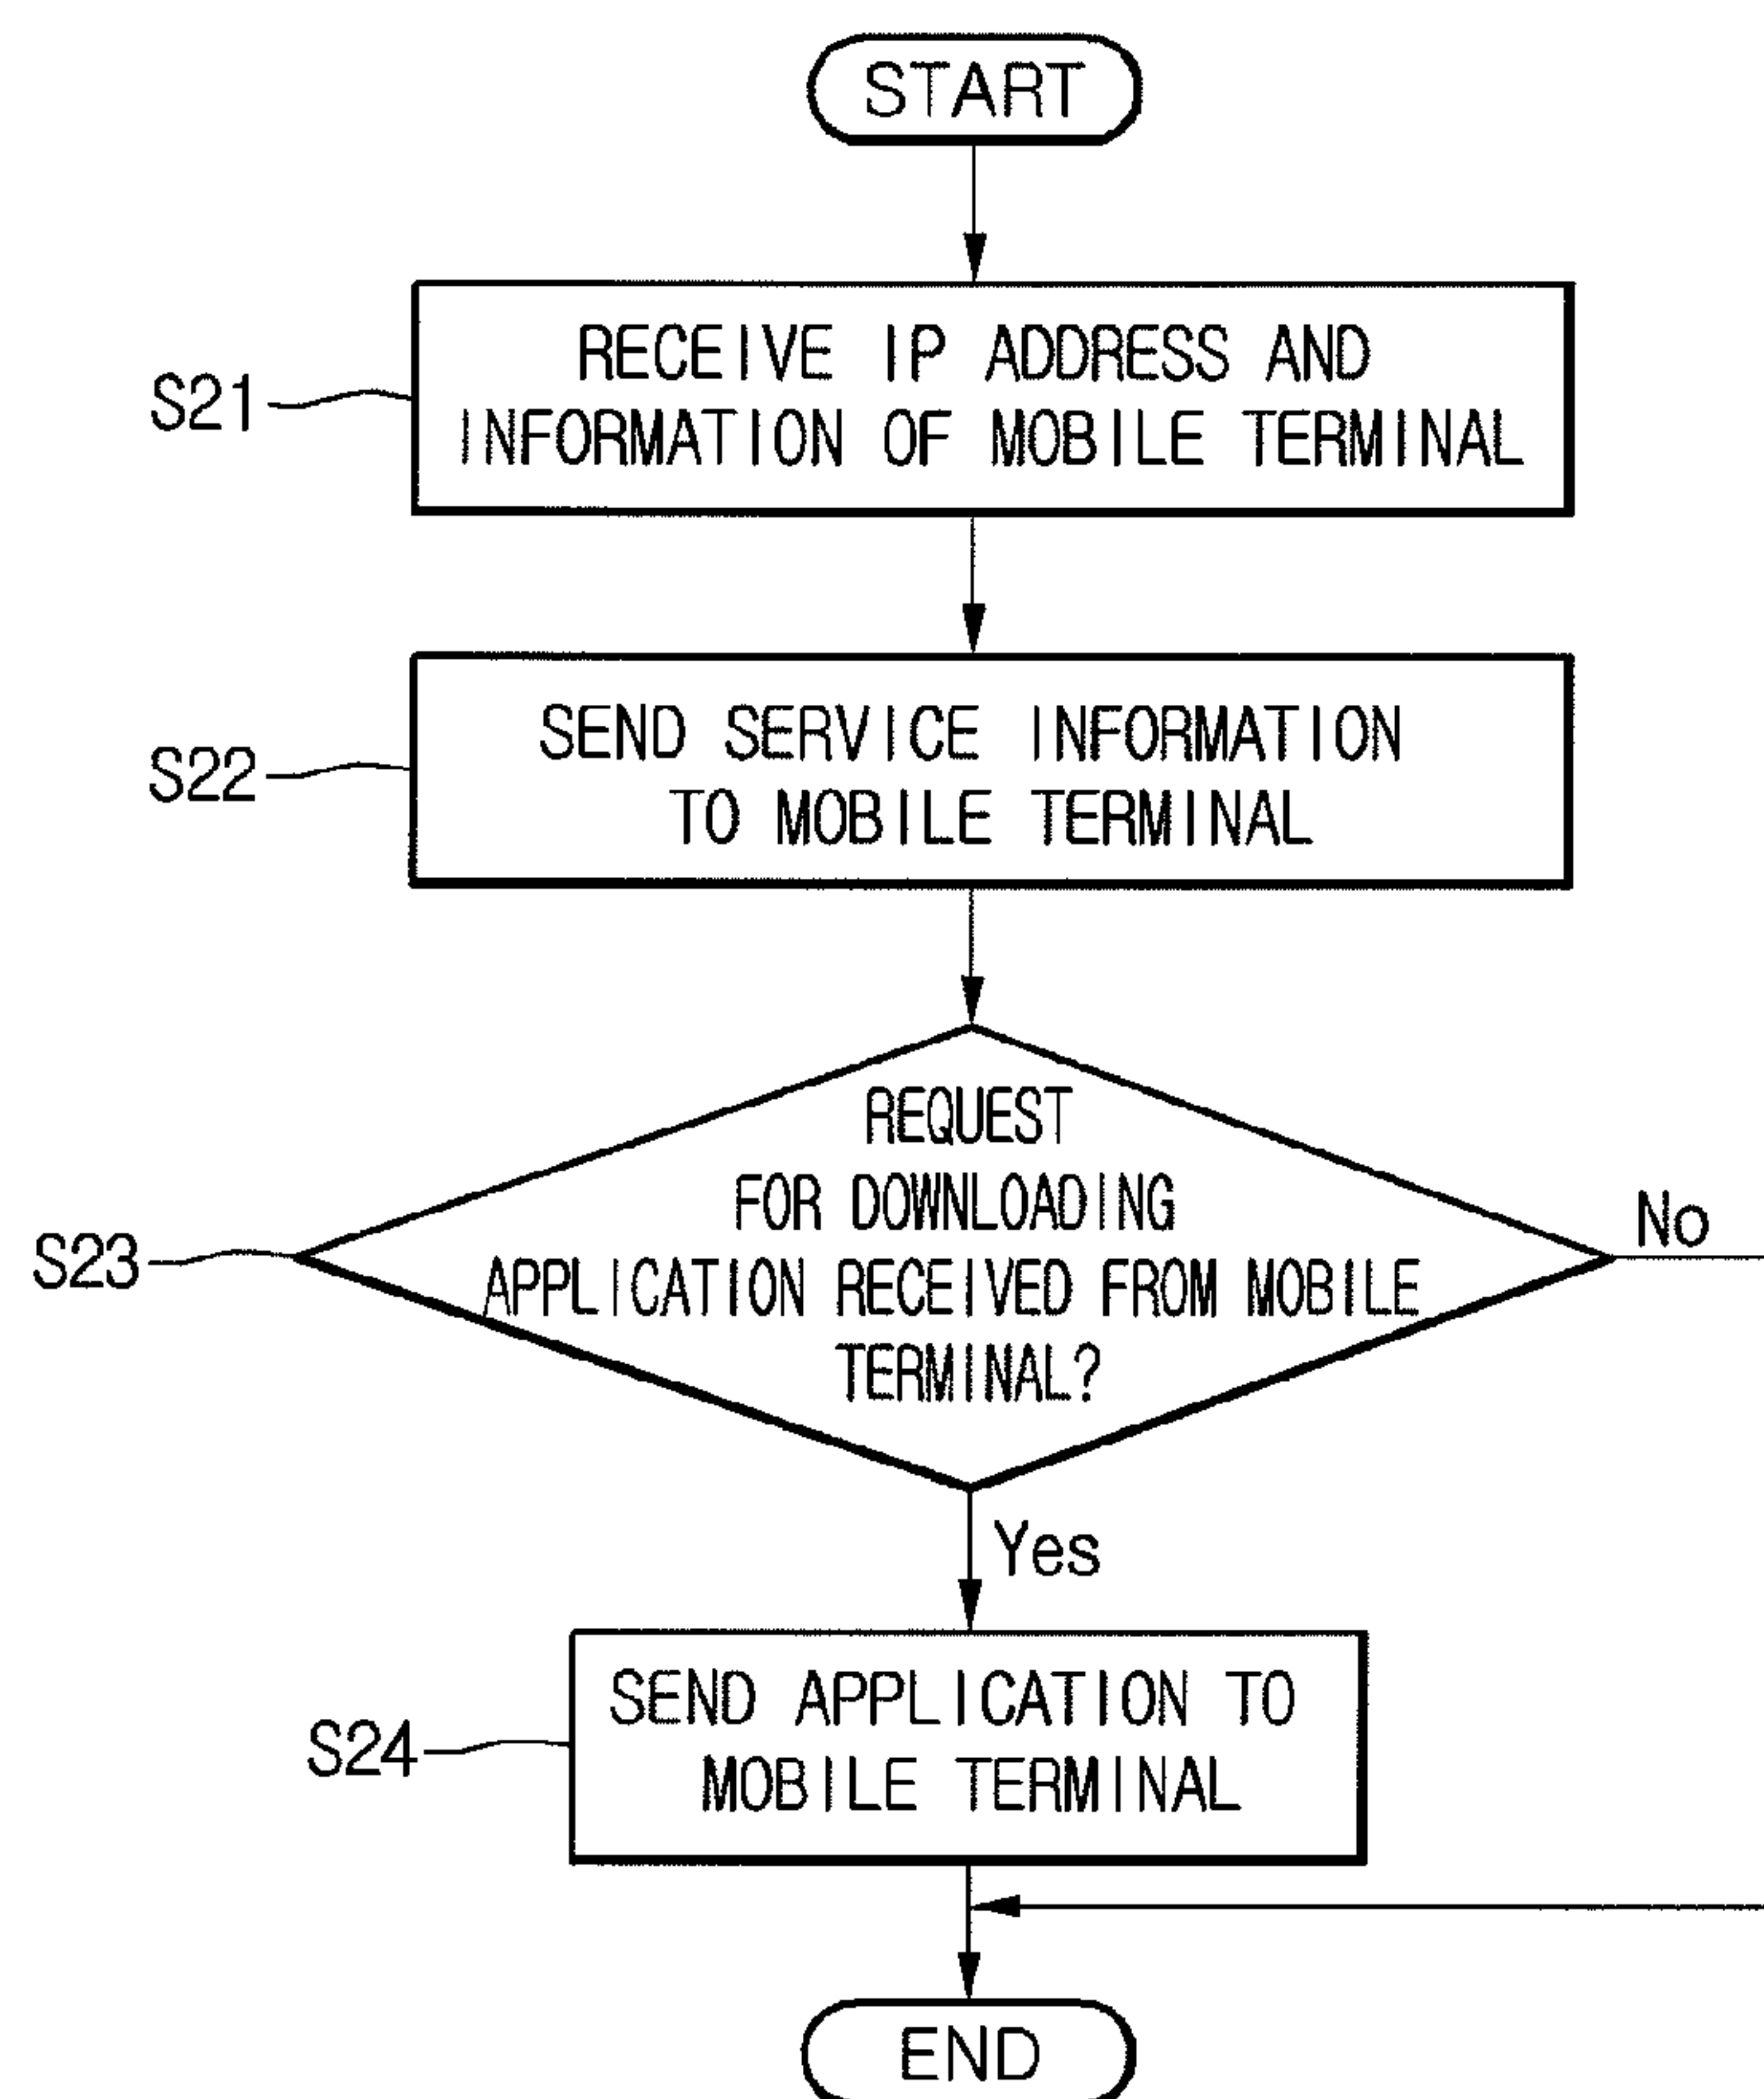 START
RECEIVE IP ADDRESS AND
INFORMATION OF MOBILE TERMINAL
S21
SEND SERVICE INFORMATION
TO MOBILE TERMINAL
S22
REQUEST
FOR DOWNLOADING
APPLICATION RECEIVED FROM MOBILE
TERMINAL?
S23
No
Yes
SEND APPLICATION TO
MOBILE TERMINAL
S24
END